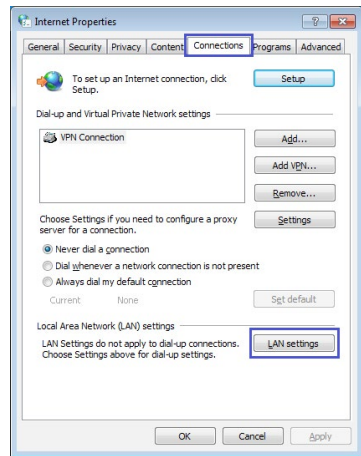 Internet Properties
General Security Privacy Content Connections Programs Advanced
To set up an Internet connection, click
Setup.
Setup
Dial-up and Virtual Private Network settings
VPN Connection
Add...
Add VPN...
Remove...
Choose Settings if you need to configure a proxy
server for a connection.
Settings
Never dial a connection
Dial whenever a network connection is not present
Always dial my default connection
Current None
Set default
Local Area Network (LAN) settings
LAN Settings do not apply to dial-up connections.
Choose Settings above for dial-up settings.
LAN settings
OK Cancel Apply